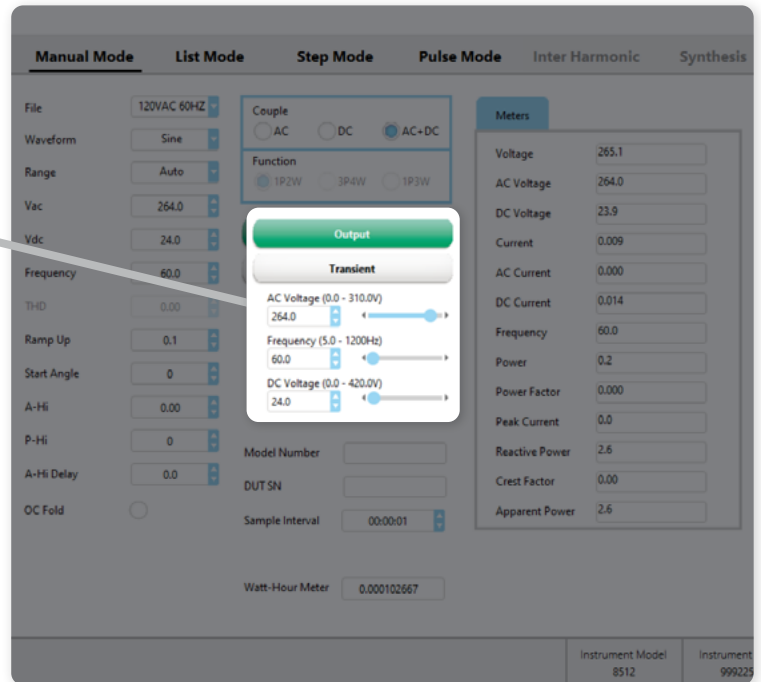 Manual Mode List Mode Step Mode Pulse Mode Inter Harmonic Synthesis
File 120VAC 60HZ
Waveform Sine
Range Auto
Vac 264.0
Vdc 24.0
Frequency 60.0
THD 0.00
Ramp Up 0.1
Start Angle 0
A-Hi 0.00
P-Hi 0
A-Hi Delay 0.0
OC Fold
Couple
AC DC AC+DC
Function
1P2W 3P4W 1P3W
Output
Transient
AC Voltage (0.0 - 310.0V)
264.0
Frequency (5.0 - 1200Hz)
60.0
DC Voltage (0.0 - 420.0V)
24.0
Model Number
DUT SN
Sample Interval 00:00:01
Watt-Hour Meter 0.000102667
Meters
Voltage 265.1
AC Voltage 264.0
DC Voltage 23.9
Current 0.009
AC Current 0.000
DC Current 0.014
Frequency 60.0
Power 0.2
Power Factor 0.000
Peak Current 0.0
Reactive Power 2.6
Crest Factor 0.00
Apparent Power 2.6
Instrument Model Instrument
8512 999225